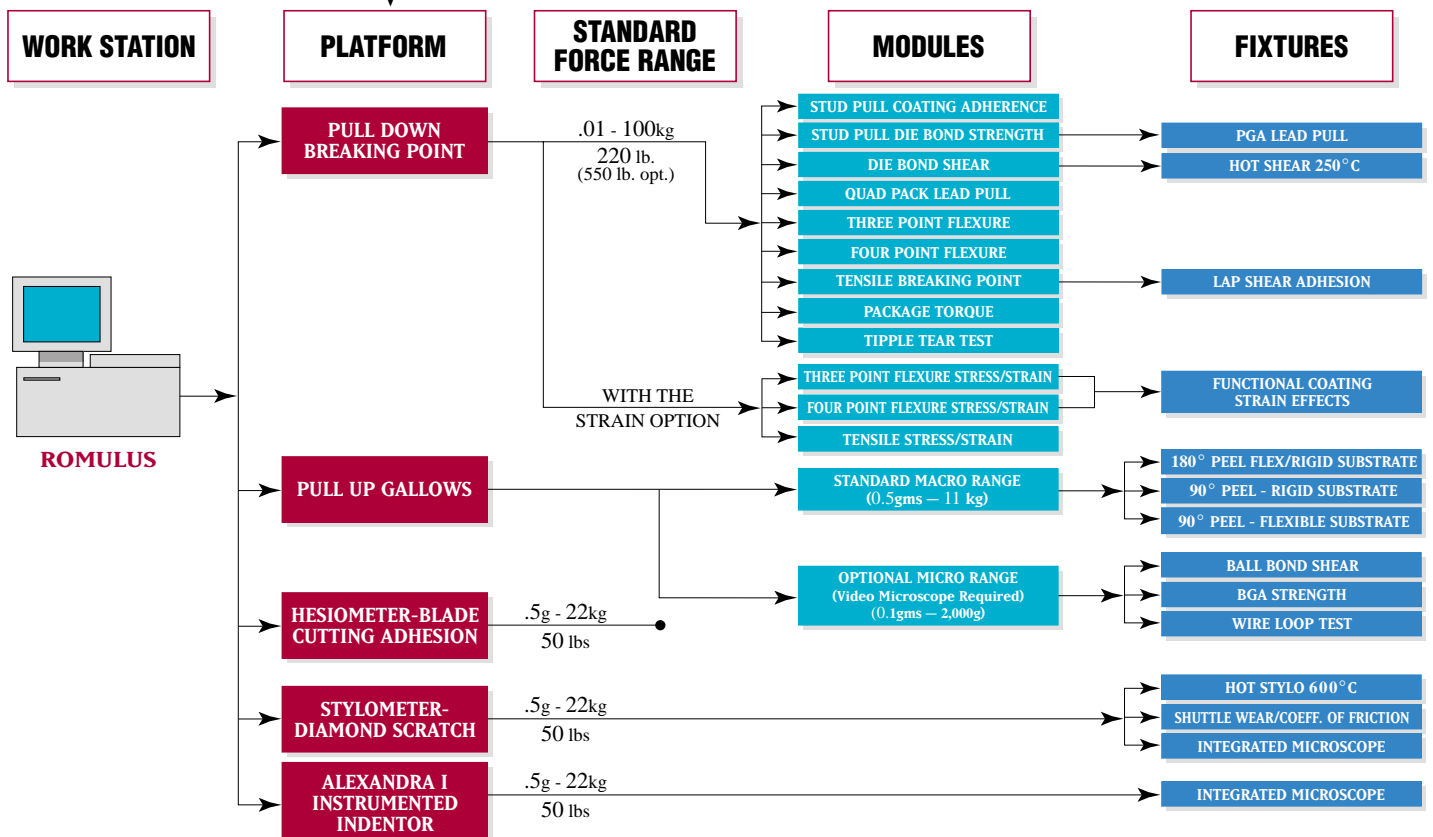 WORK STATION
PLATFORM
STANDARD
FORCE RANGE
MODULES
FIXTURES
PULL DOWN
BREAKING POINT
.01 - 100kg
220 lb.
(550 lb. opt.)
STUD PULL COATING ADHERENCE
STUD PULL DIE BOND STRENGTH
DIE BOND SHEAR
QUAD PACK LEAD PULL
THREE POINT FLEXURE
FOUR POINT FLEXURE
TENSILE BREAKING POINT
PACKAGE TORQUE
TIPPLE TEAR TEST
PGA LEAD PULL
HOT SHEAR 250°C
LAP SHEAR ADHESION
WITH THE
STRAIN OPTION
THREE POINT FLEXURE STRESS/STRAIN
FOUR POINT FLEXURE STRESS/STRAIN
TENSILE STRESS/STRAIN
FUNCTIONAL COATING
STRAIN EFFECTS
ROMULUS
PULL UP GALLOWS
STANDARD MACRO RANGE
(0.5gms – 11 kg)
180° PEEL FLEX/RIGID SUBSTRATE
90° PEEL - RIGID SUBSTRATE
90° PEEL - FLEXIBLE SUBSTRATE
OPTIONAL MICRO RANGE
(Video Microscope Required)
(0.1gms – 2,000g)
BALL BOND SHEAR
BGA STRENGTH
WIRE LOOP TEST
HESIOMETER-BLADE
CUTTING ADHESION
.5g - 22kg
50 lbs
STYLOMETER-
DIAMOND SCRATCH
.5g - 22kg
50 lbs
HOT STYLO 600°C
SHUTTLE WEAR/COEFF. OF FRICTION
INTEGRATED MICROSCOPE
ALEXANDRA I
INSTRUMENTED
INDENTOR
.5g - 22kg
50 lbs
INTEGRATED MICROSCOPE